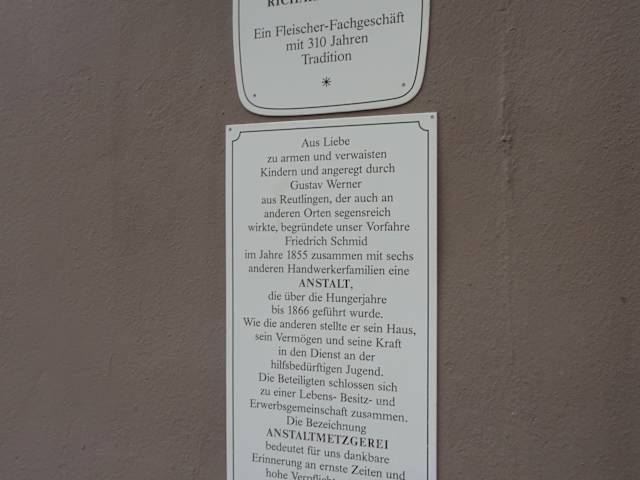 Ein Fleischer-Fachgeschäft
mit 310 Jahren
Tradition
Aus Liebe
zu armen und verwaisten
Kindern und angeregt durch
Gustav Werner
aus Reutlingen, der auch an
anderen Orten segensreich
wirkte, begründete unser Vorfahre
Friedrich Schmid
im Jahre 1855 zusammen mit sechs
anderen Handwerkerfamilien eine
ANSTALT,
die über die Hungerjahre
bis 1866 geführt wurde.
Wie die anderen stellte er sein Haus,
sein Vermögen und seine Kraft
in den Dienst an der
hilfsbedürftigen Jugend.
Die Beteiligten schlossen sich
zu einer Lebens- Besitz- und
Erwerbsgemeinschaft zusammen.
Die Bezeichnung
ANSTALTMETZGEREI
bedeutet für uns dankbare
Erinnerung an ernste Zeiten und
hohe